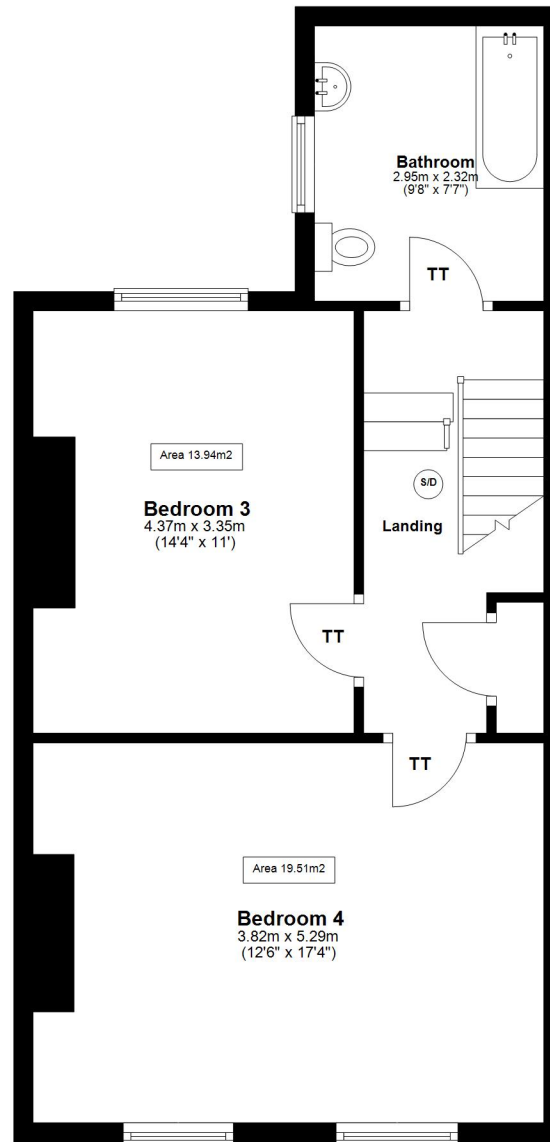 Bathroom
2.95m x 2.32m
(9'8" x 7'7")
TT
Area 13.94m2
Bedroom 3
4.37m x 3.35m
(14'4" x 11')
S/D
Landing
TT
TT
Area 19.51m2
Bedroom 4
3.82m x 5.29m
(12'6" x 17'4")